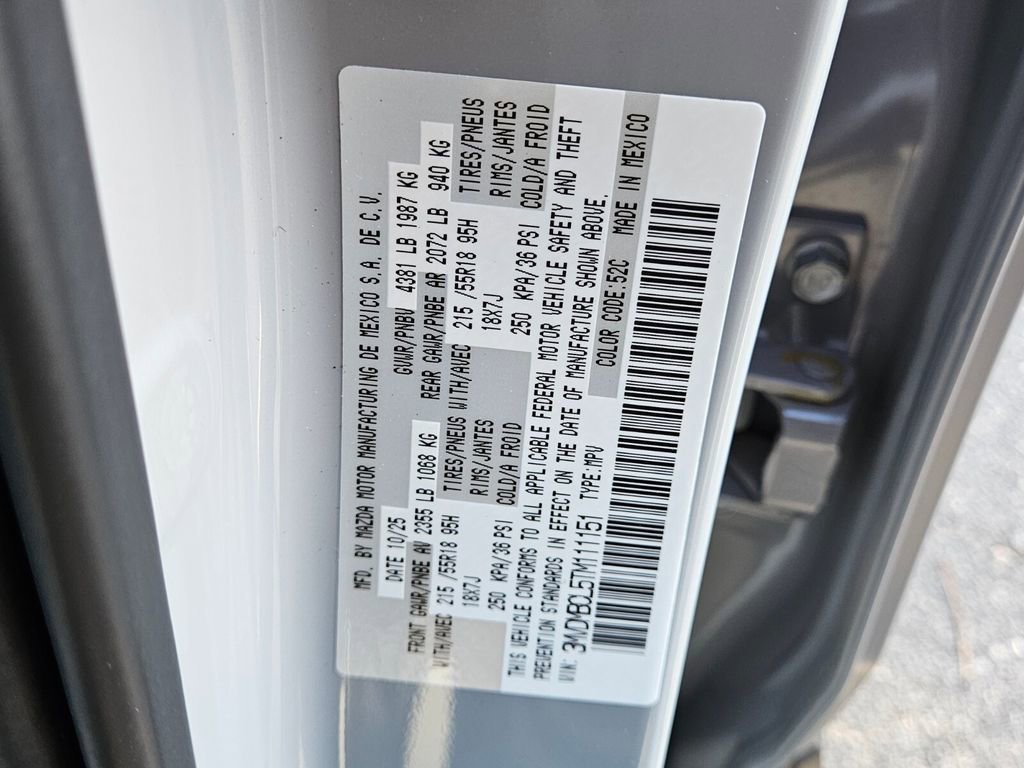 MFD. BY MAZDA MOTOR MANUFACTURING DE MEXICO S.A. DE C.V.
DATE 10/25 GVWR/PNBV 4381 LB 1987 KG
FRONT GAWR/PNBE AV 2355 LB 1068 KG REAR GAWR/PNBE AR 2072 LB 940 KG
WITH/AVEC 215 /55R18 95H TIRES/PNEUS WITH/AVEC 215 /55R18 95H TIRES/PNEUS
18X7J RIMS/JANTES 18X7J RIMS/JANTES
250 KPA/36 PSI COLD/A FROID 250 KPA/36 PSI COLD/A FROID
THIS VEHICLE CONFORMS TO ALL APPLICABLE FEDERAL MOTOR VEHICLE SAFETY AND THEFT
PREVENTION STANDARDS IN EFFECT ON THE DATE OF MANUFACTURE SHOWN ABOVE.
VIN: 3MVDMBCL5TM111151 TYPE:MPV COLOR CODE:52C MADE IN MEXICO